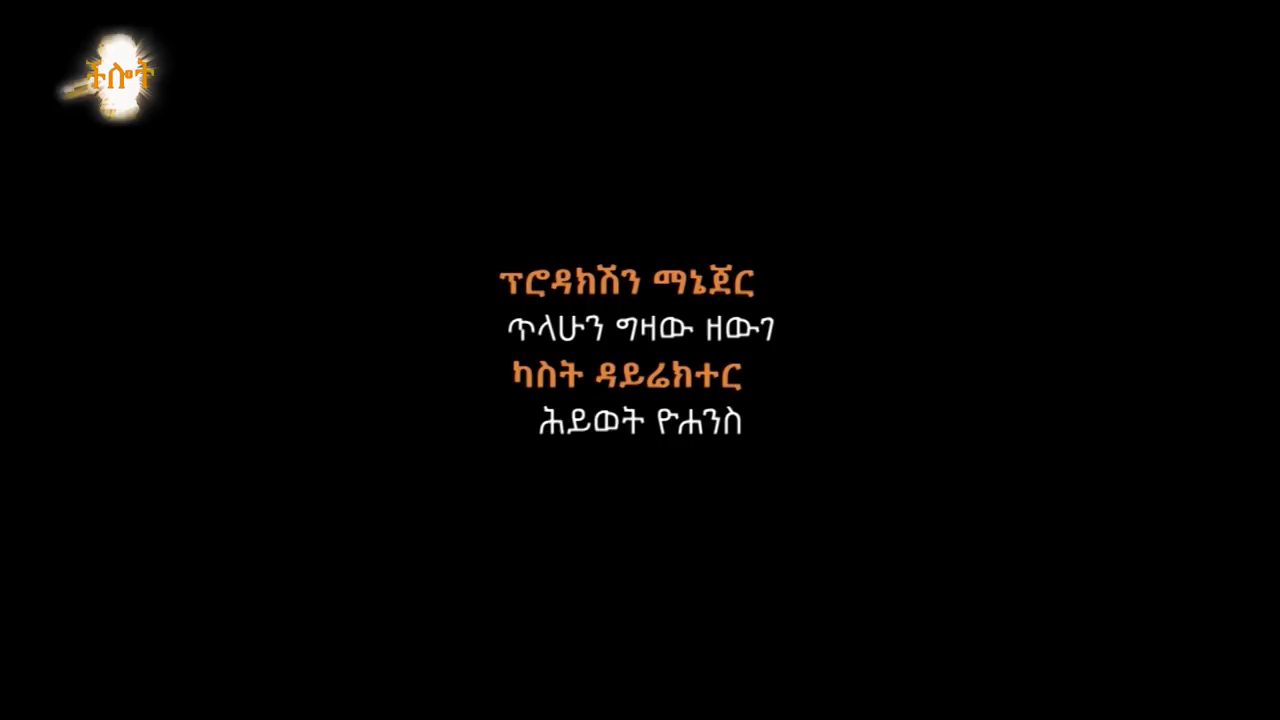 ችሎት
ፕሮዳክሽን ማኔጀር
ጥላሁን ግዛው ዘውገ
ካስት ዳይሬክተር
ሕይወት ዮሐንስ